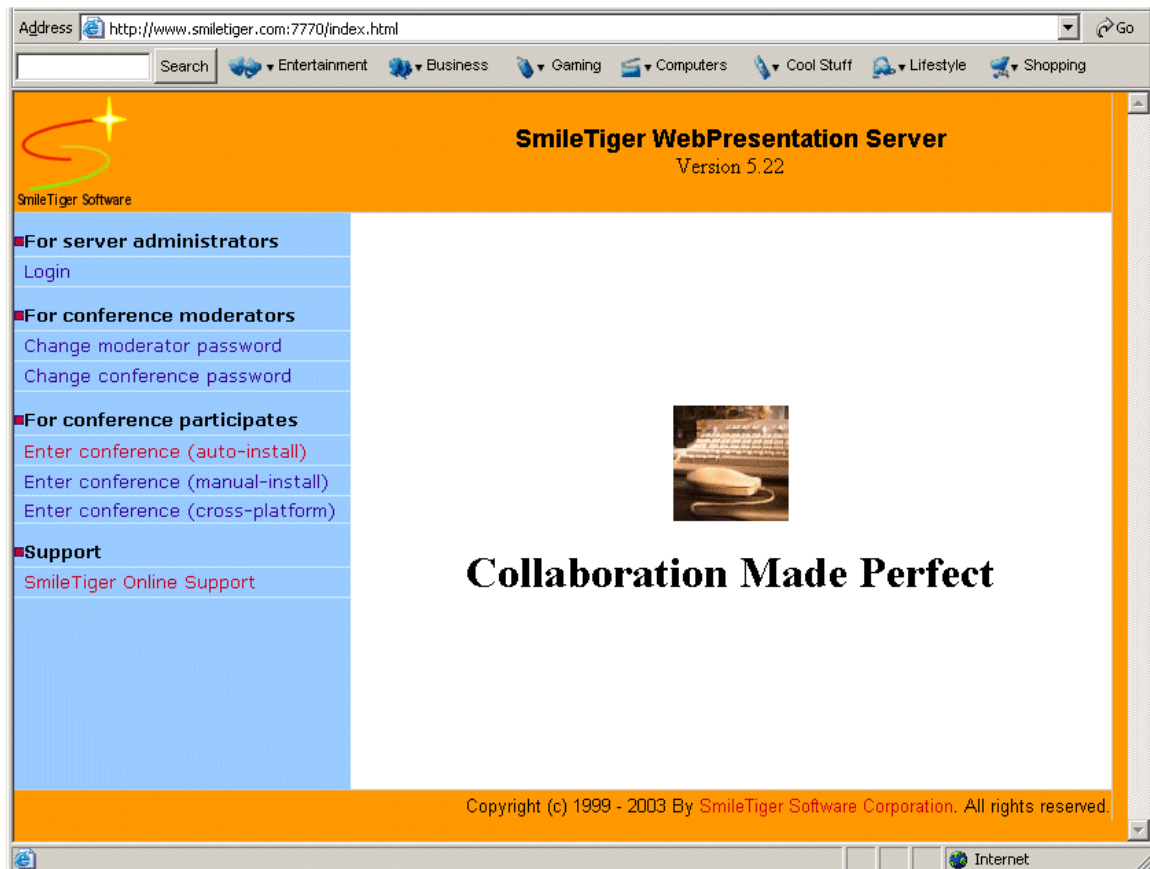 Address http://www.smiletiger.com:7770/index.html Go
Search Entertainment Business Gaming Computers Cool Stuff Lifestyle Shopping
SmileTiger Software
SmileTiger WebPresentation Server
Version 5.22
For server administrators
Login
For conference moderators
Change moderator password
Change conference password
For conference participates
Enter conference (auto-install)
Enter conference (manual-install)
Enter conference (cross-platform)
Support
SmileTiger Online Support
Collaboration Made Perfect
Copyright (c) 1999 - 2003 By SmileTiger Software Corporation. All rights reserved.
Internet